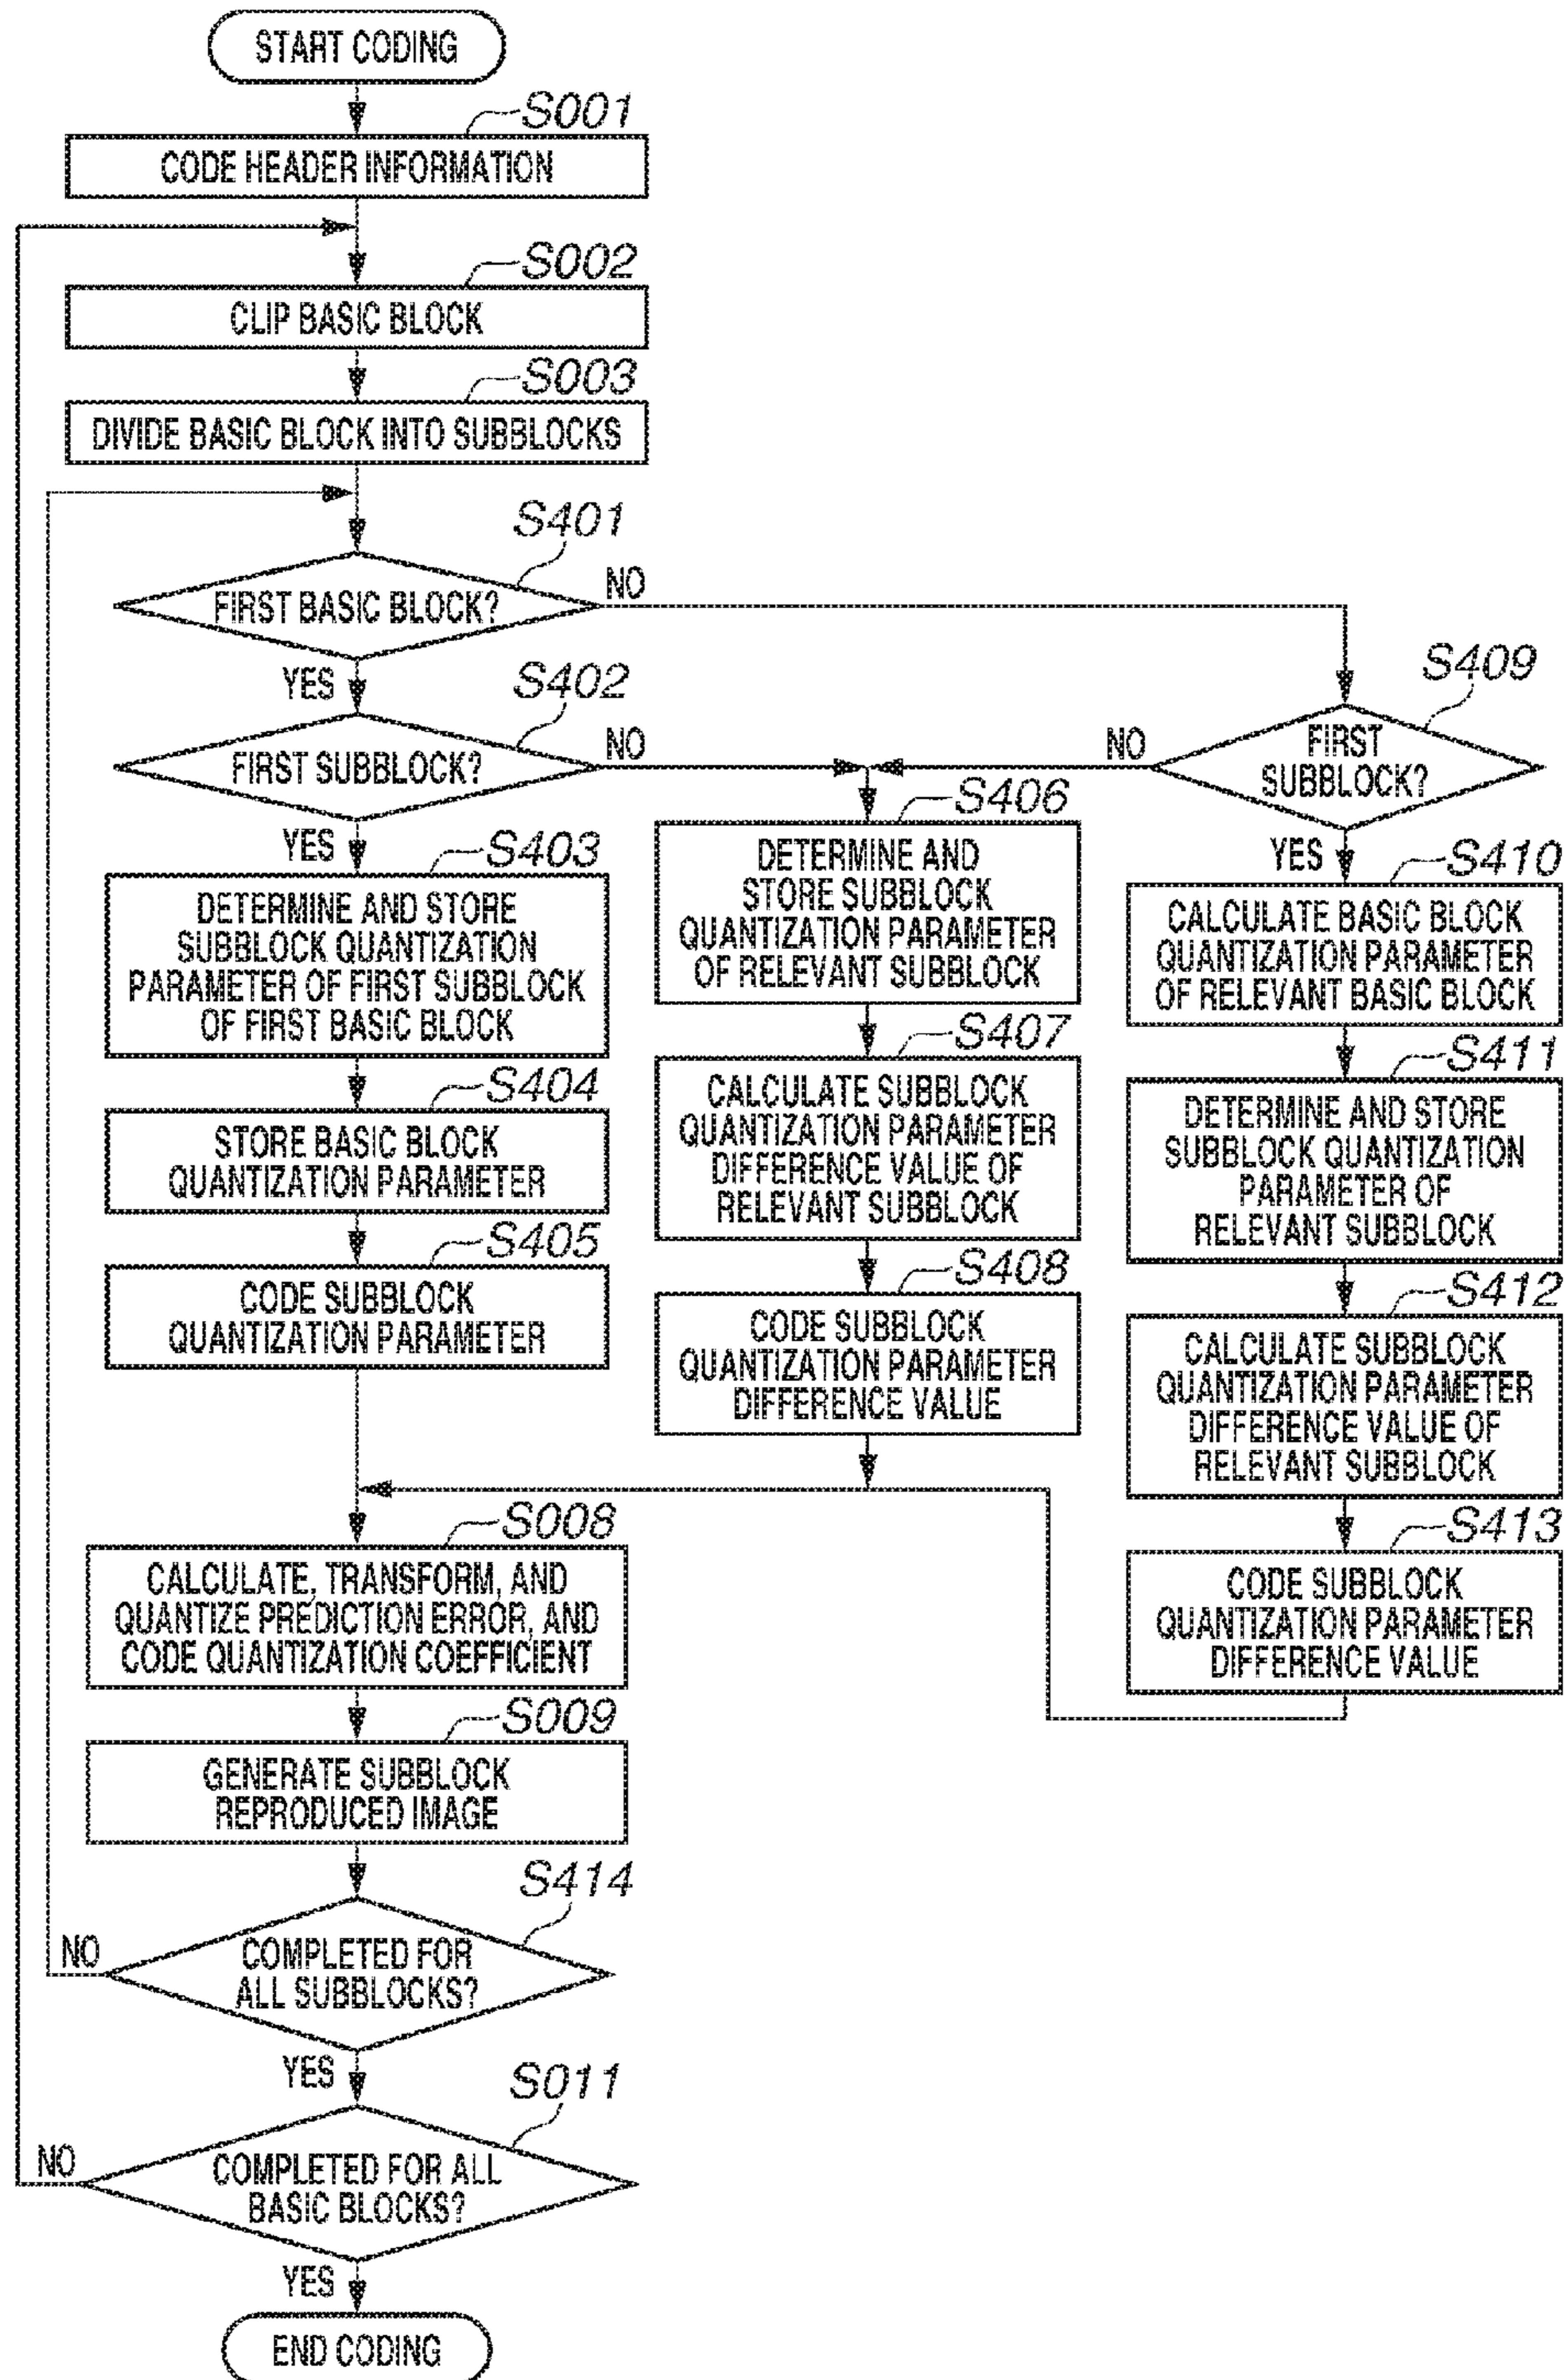 START CODING
S001
CODE HEADER INFORMATION
S002
CLIP BASIC BLOCK
S003
DIVIDE BASIC BLOCK INTO SUBBLOCKS
S401
FIRST BASIC BLOCK?
NO
YES
S402
FIRST SUBBLOCK?
NO
YES
S403
DETERMINE AND STORE
SUBBLOCK QUANTIZATION
PARAMETER OF FIRST SUBBLOCK
OF FIRST BASIC BLOCK
S404
STORE BASIC BLOCK
QUANTIZATION PARAMETER
S405
CODE SUBBLOCK
QUANTIZATION PARAMETER
S406
DETERMINE AND
STORE SUBBLOCK
QUANTIZATION PARAMETER
OF RELEVANT SUBBLOCK
S407
CALCULATE SUBBLOCK
QUANTIZATION PARAMETER
DIFFERENCE VALUE OF
RELEVANT SUBBLOCK
S408
CODE SUBBLOCK
QUANTIZATION PARAMETER
DIFFERENCE VALUE
S409
FIRST
SUBBLOCK?
NO
YES
S410
CALCULATE BASIC BLOCK
QUANTIZATION PARAMETER
OF RELEVANT BASIC BLOCK
S411
DETERMINE AND STORE
SUBBLOCK QUANTIZATION
PARAMETER OF
RELEVANT SUBBLOCK
S412
CALCULATE SUBBLOCK
QUANTIZATION PARAMETER
DIFFERENCE VALUE OF
RELEVANT SUBBLOCK
S413
CODE SUBBLOCK
QUANTIZATION PARAMETER
DIFFERENCE VALUE
S008
CALCULATE, TRANSFORM, AND
QUANTIZE PREDICTION ERROR, AND
CODE QUANTIZATION COEFFICIENT
S009
GENERATE SUBBLOCK
REPRODUCED IMAGE
S414
COMPLETED FOR
ALL SUBBLOCKS?
NO
YES
S011
COMPLETED FOR ALL
BASIC BLOCKS?
NO
YES
END CODING